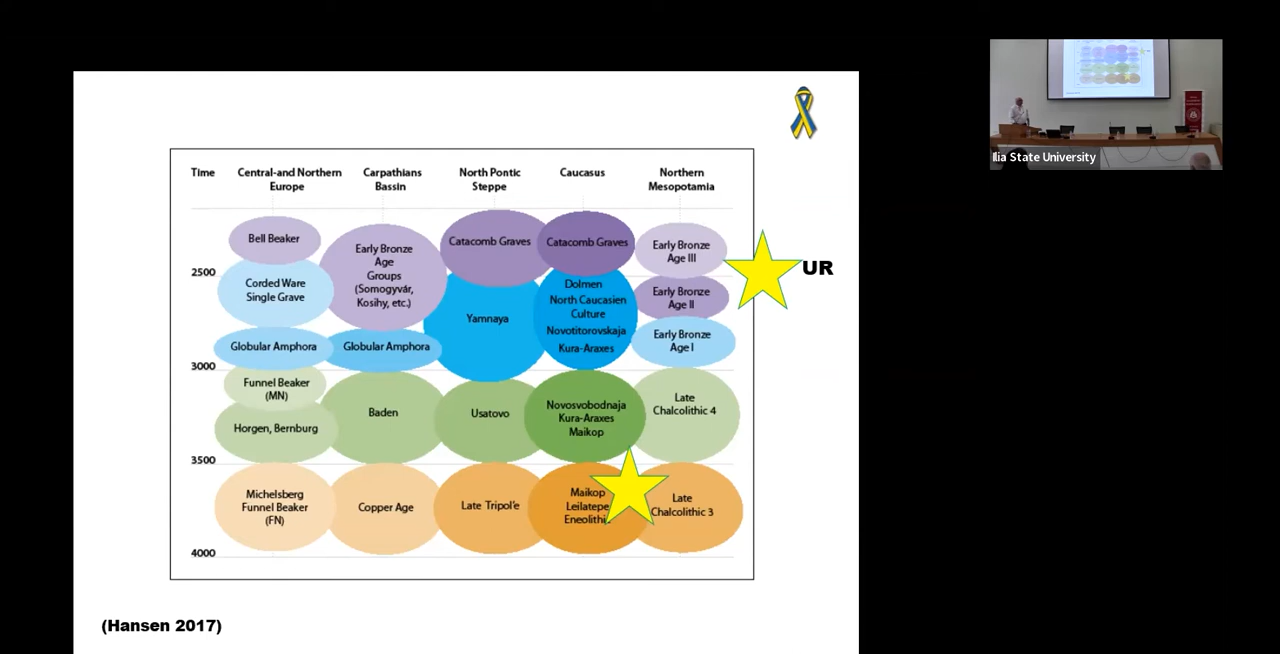 Time
Central-and Northern
Europe
Carpathians
Bassin
North Pontic
Steppe
Caucasus
Northern
Mesopotamia
Bell Beaker
Early Bronze
Age
Groups
(Somogyvár,
Kosihy, etc.)
Catacomb Graves
Catacomb Graves
Early Bronze
Age III
UR
2500
Corded Ware
Single Grave
Yamnaya
Dolmen
North Caucasien
Culture
Novotitorovskaja
Kura-Araxes
Early Bronze
Age II
Globular Amphora
Globular Amphora
Early Bronze
Age I
3000
Funnel Beaker
(MN)
Horgen, Bernburg
Baden
Usatovo
Novosvobodnaja
Kura-Araxes
Maikop
Late
Chalcolithic 4
3500
Michelsberg
Funnel Beaker
(FN)
Copper Age
Late Tripol'e
Maikop
Leilatepe
Eneolithi
Late
Chalcolithic 3
4000
(Hansen 2017)
Ilia State University